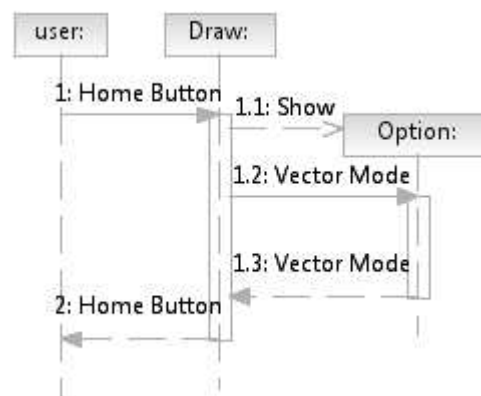 user:
Draw:
1: Home Button
1.1: Show
Option:
1.2: Vector Mode
1.3: Vector Mode
2: Home Button